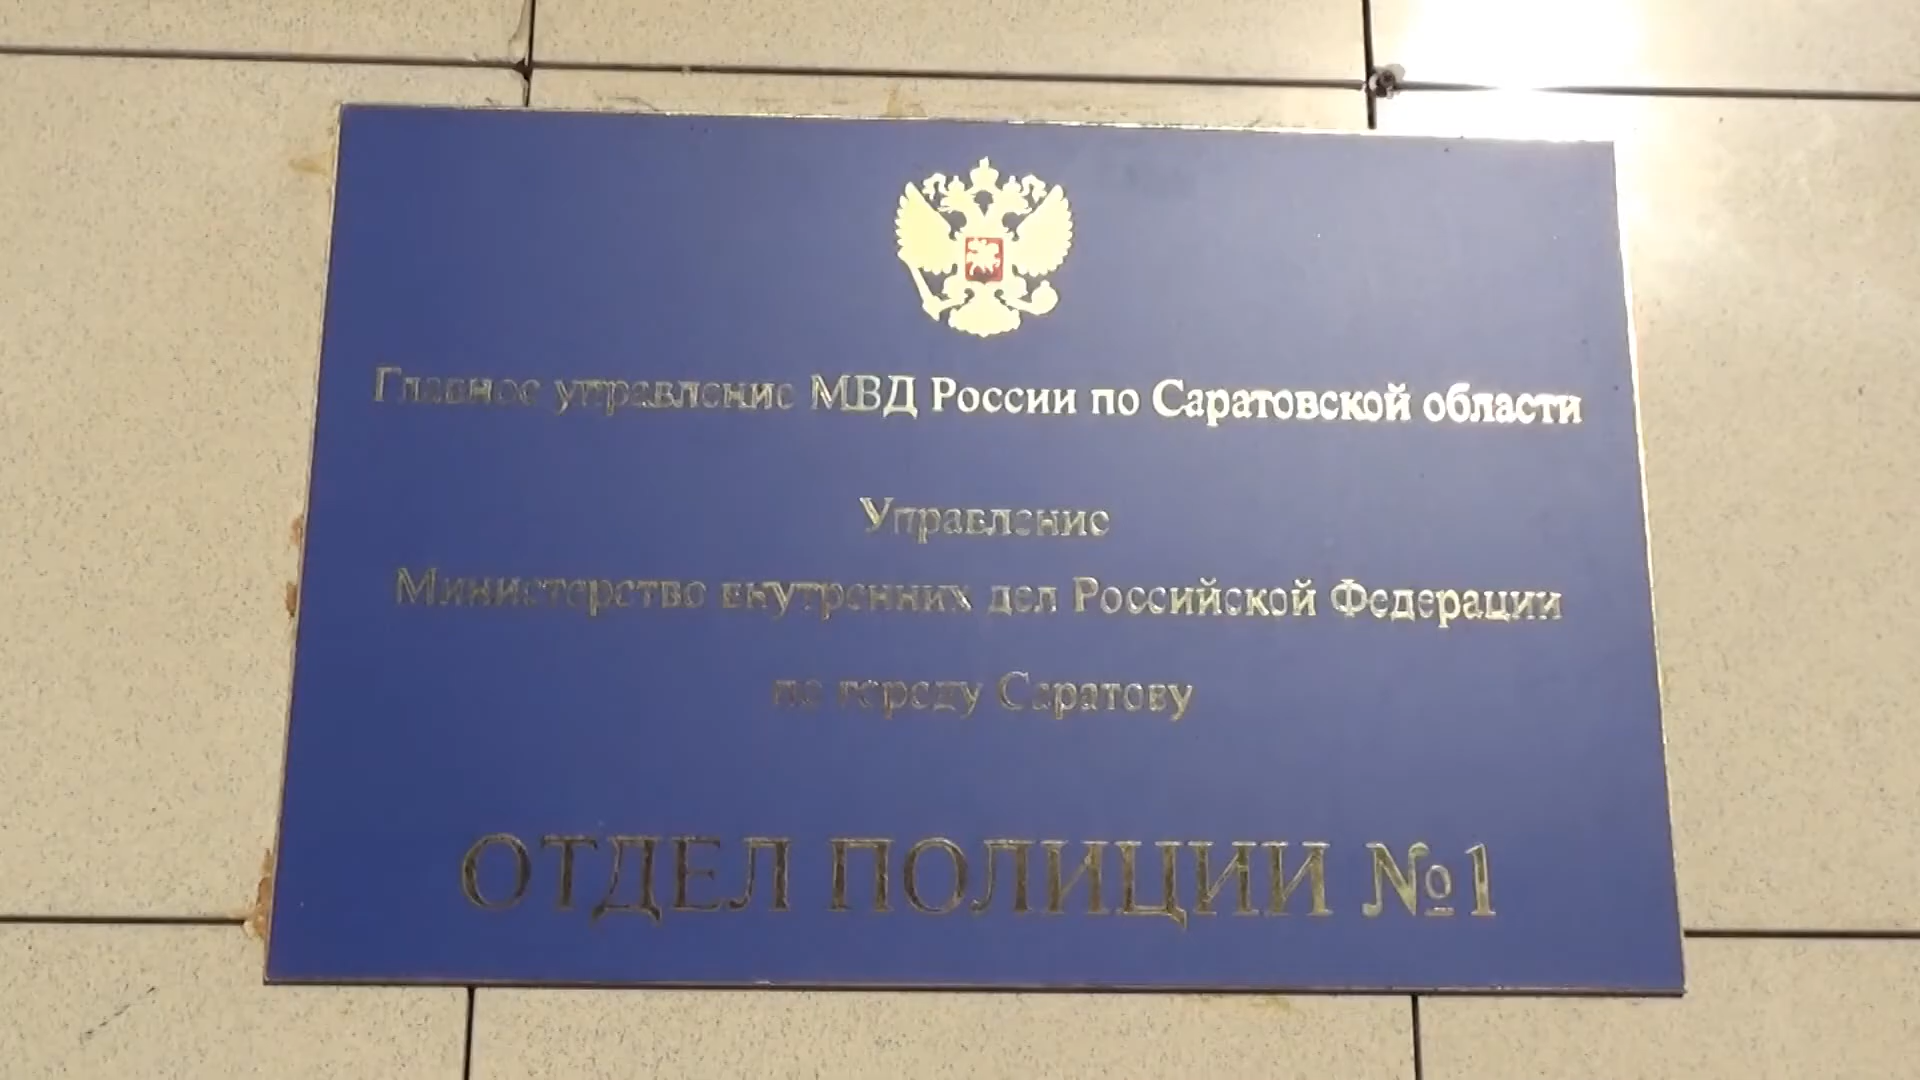 Главное управление МВД России по Саратовской области
Управление
Министерство внутренних дел Российской Федерации
по городу Саратову
ОТДЕЛ ПОЛИЦИИ №1